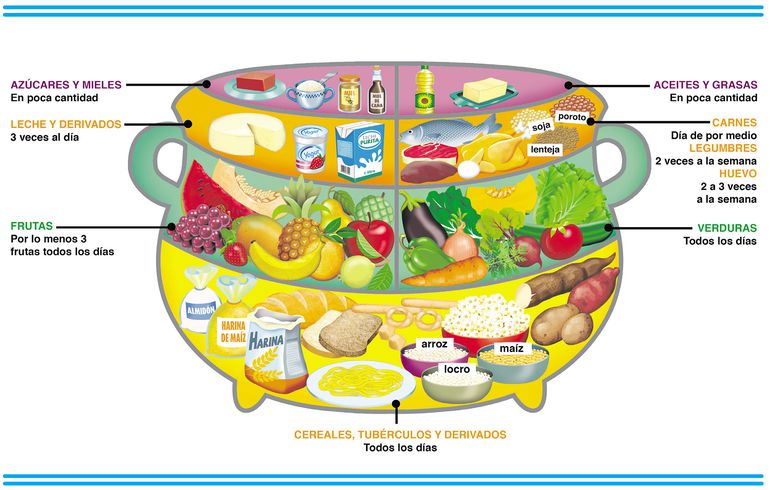 AZÚCARES Y MIELES
En poca cantidad
LECHE Y DERIVADOS
3 veces al día
FRUTAS
Por lo menos 3
frutas todos los días
ACEITES Y GRASAS
En poca cantidad
CARNES
Día de por medio
LEGUMBRES
2 veces a la semana
HUEVO
2 a 3 veces
a la semana
VERDURAS
Todos los días
MIEL
MIEL
DE CAÑA
Yogur
Yogur
LECHE
PURITA
soja
poroto
lenteja
ALMIDÓN
HARINA
DE MAÍZ
HARINA
arroz
maíz
locro
CEREALES, TUBÉRCULOS Y DERIVADOS
Todos los días